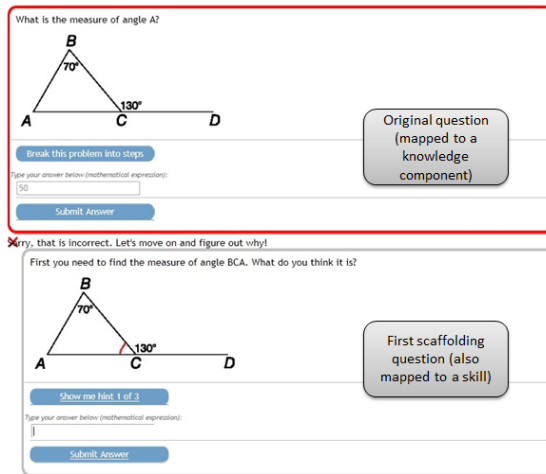 What is the measure of angle A?
B
70°
130°
A
C
D
Original question
(mapped to a
knowledge
component)
Break this problem into steps
Type your answer below (mathematical expression):
50
Submit Answer
Sorry, that is incorrect. Let's move on and figure out why!
First you need to find the measure of angle BCA. What do you think it is?
B
70°
130°
A
C
D
First scaffolding
question (also
mapped to a skill)
Show me hint 1 of 3
Type your answer below (mathematical expression):
Submit Answer